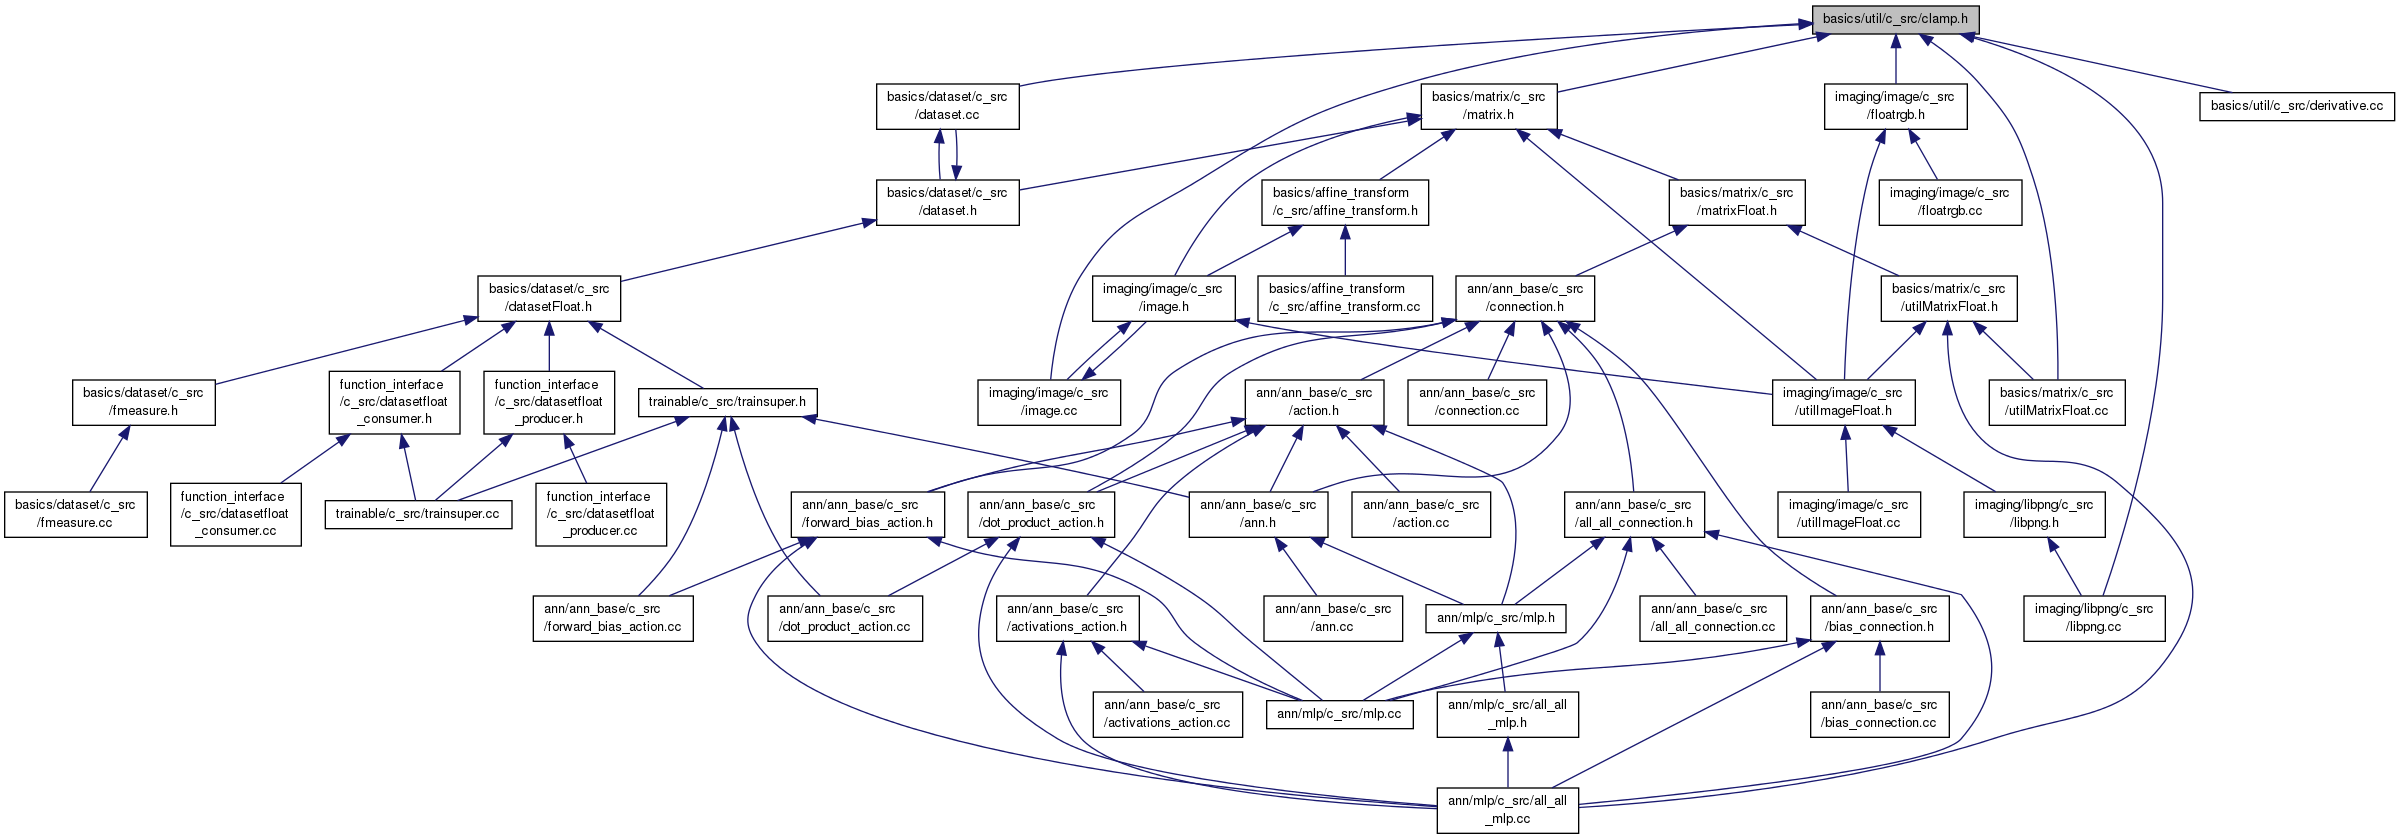 basics/util/c_src/clamp.h
basics/dataset/c_src
/dataset.cc
basics/matrix/c_src
/matrix.h
imaging/image/c_src
/floatrgb.h
basics/util/c_src/derivative.cc
basics/dataset/c_src
/dataset.h
basics/affine_transform
/c_src/affine_transform.h
basics/matrix/c_src
/matrixFloat.h
imaging/image/c_src
/floatrgb.cc
basics/dataset/c_src
/datasetFloat.h
imaging/image/c_src
/image.h
basics/affine_transform
/c_src/affine_transform.cc
ann/ann_base/c_src
/connection.h
basics/matrix/c_src
/utilMatrixFloat.h
basics/dataset/c_src
/fmeasure.h
function_interface
/c_src/datasetfloat
_consumer.h
function_interface
/c_src/datasetfloat
_producer.h
trainable/c_src/trainsuper.h
imaging/image/c_src
/image.cc
ann/ann_base/c_src
/action.h
ann/ann_base/c_src
/connection.cc
imaging/image/c_src
/utilImageFloat.h
basics/matrix/c_src
/utilMatrixFloat.cc
basics/dataset/c_src
/fmeasure.cc
function_interface
/c_src/datasetfloat
_consumer.cc
trainable/c_src/trainsuper.cc
function_interface
/c_src/datasetfloat
_producer.cc
ann/ann_base/c_src
/forward_bias_action.h
ann/ann_base/c_src
/dot_product_action.h
ann/ann_base/c_src
/ann.h
ann/ann_base/c_src
/action.cc
ann/ann_base/c_src
/all_all_connection.h
imaging/image/c_src
/utilImageFloat.cc
imaging/libpng/c_src
/libpng.h
ann/ann_base/c_src
/forward_bias_action.cc
ann/ann_base/c_src
/dot_product_action.cc
ann/ann_base/c_src
/activations_action.h
ann/ann_base/c_src
/ann.cc
ann/mlp/c_src/mlp.h
ann/ann_base/c_src
/all_all_connection.cc
ann/ann_base/c_src
/bias_connection.h
imaging/libpng/c_src
/libpng.cc
ann/ann_base/c_src
/activations_action.cc
ann/mlp/c_src/mlp.cc
ann/mlp/c_src/all_all
_mlp.h
ann/ann_base/c_src
/bias_connection.cc
ann/mlp/c_src/all_all
_mlp.cc